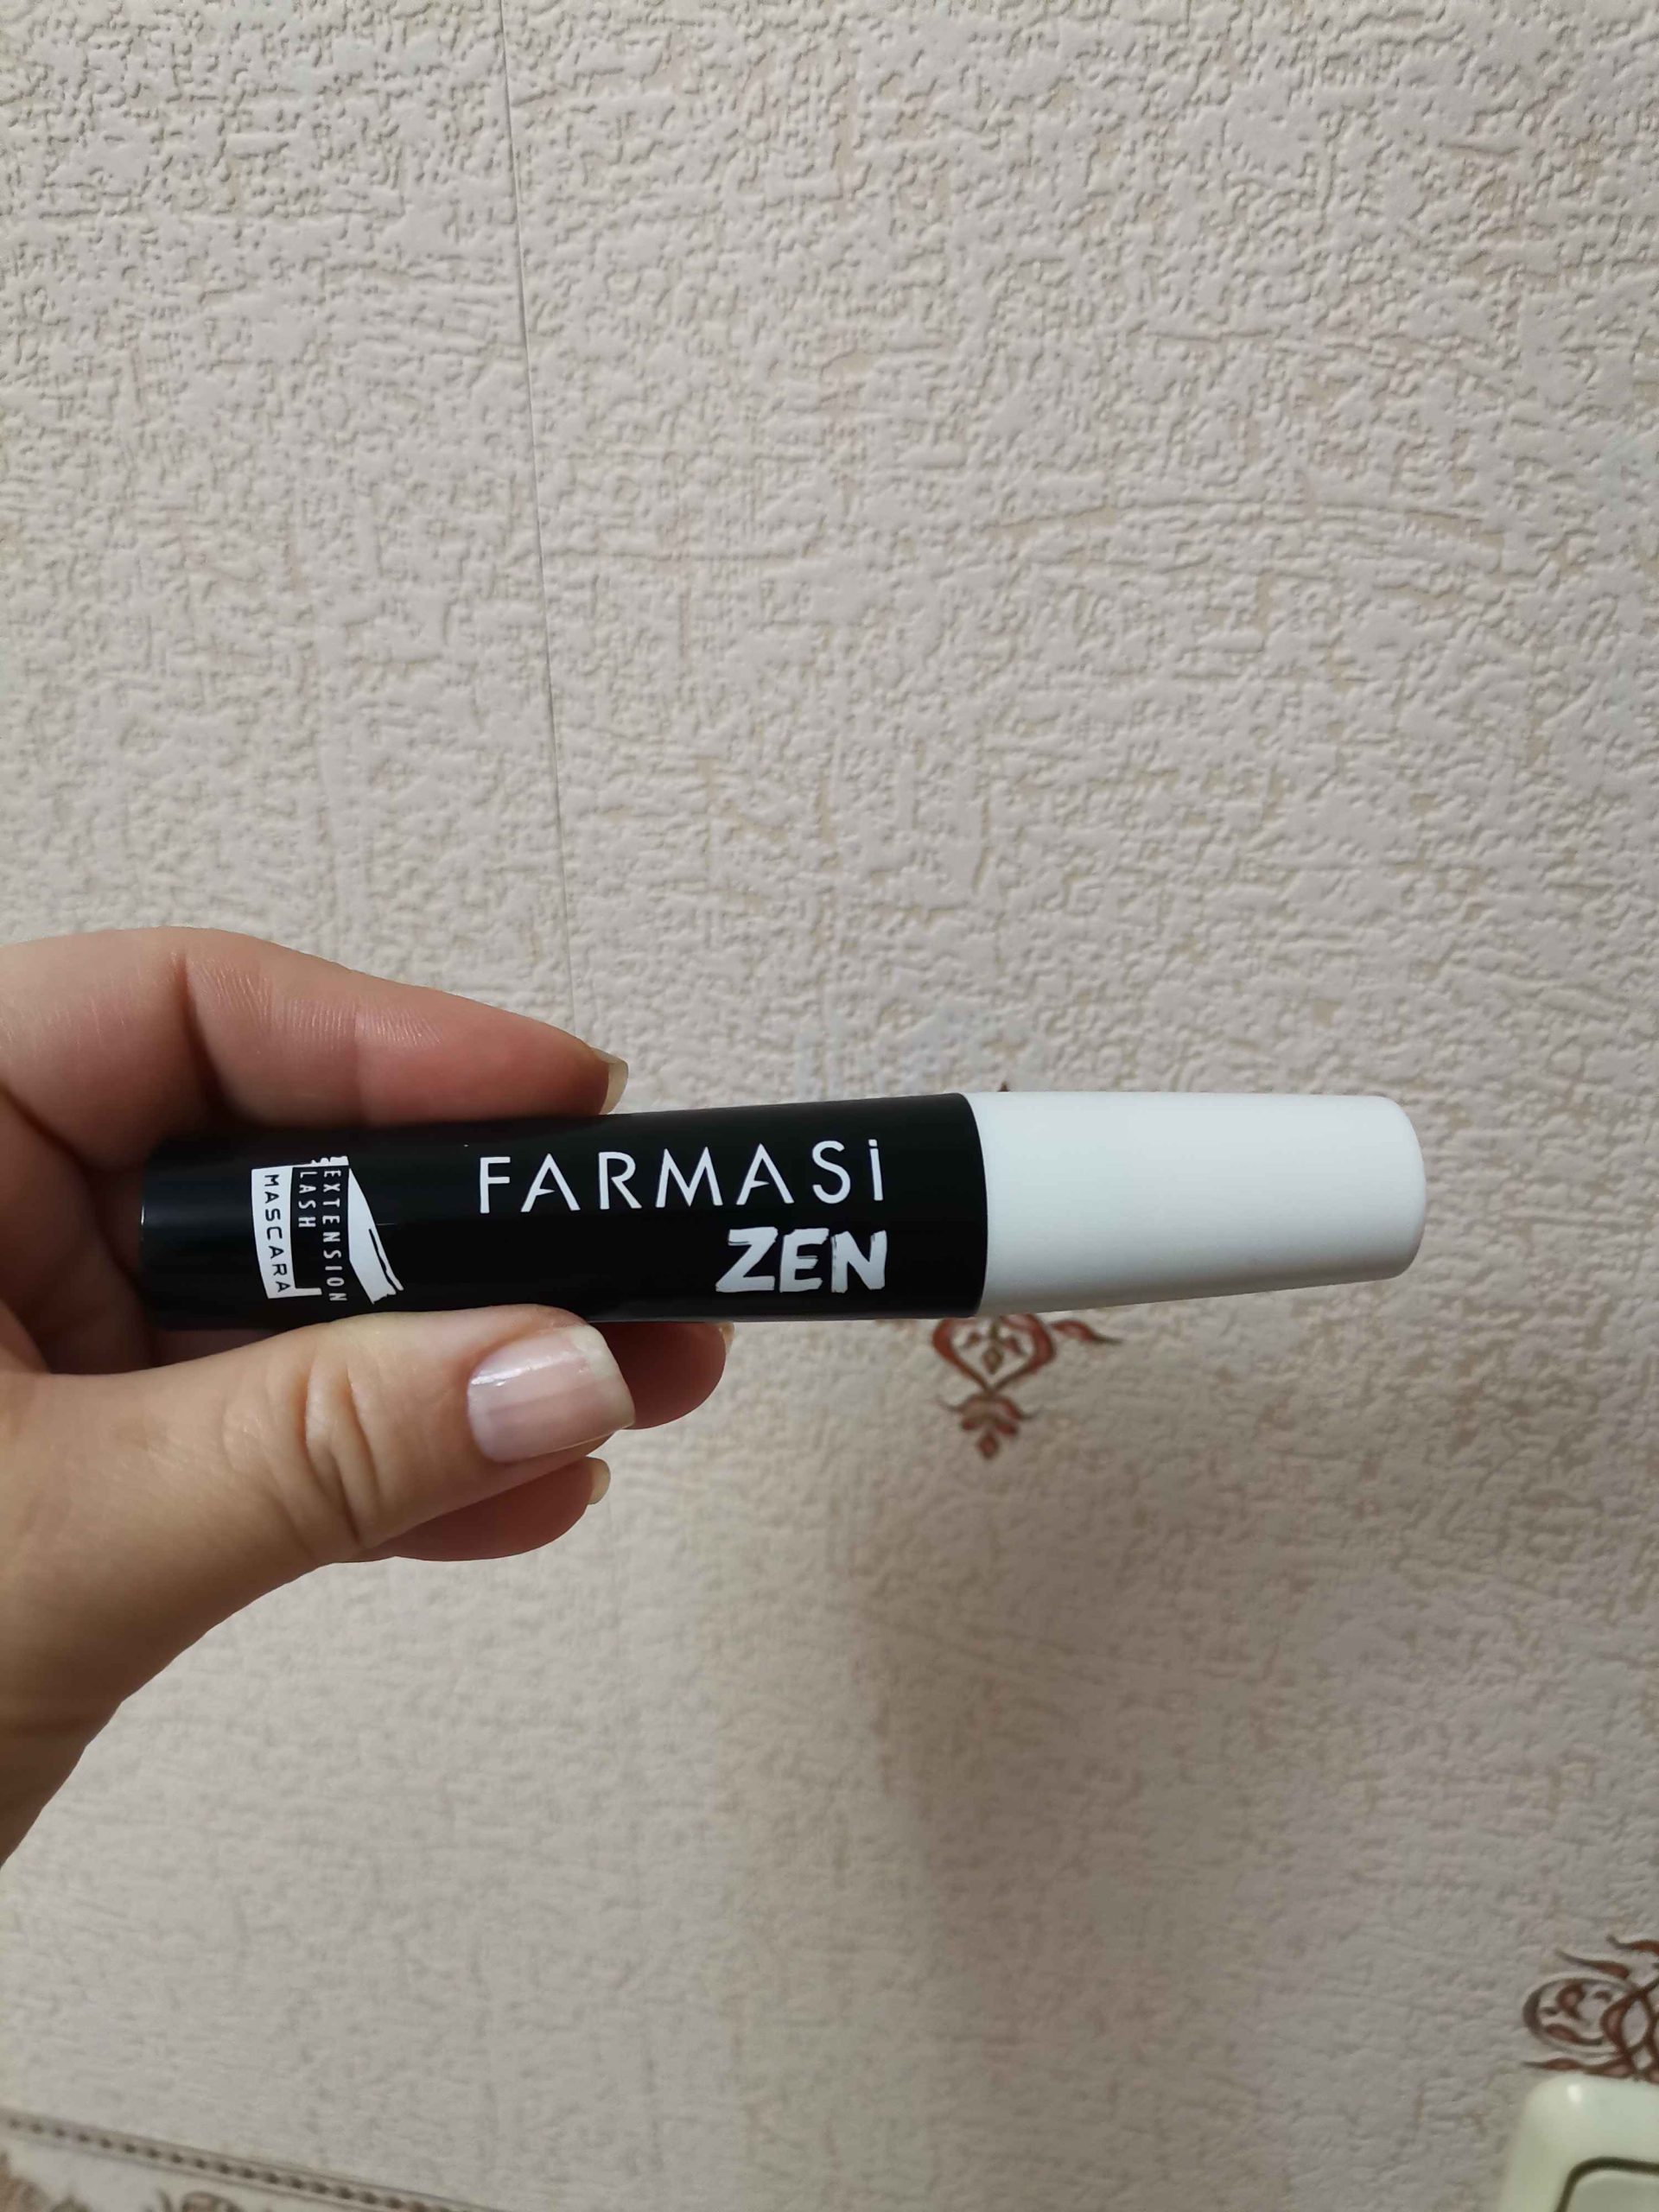 FARMASi
ZEN
EXTENSION
LASH
MASCARA